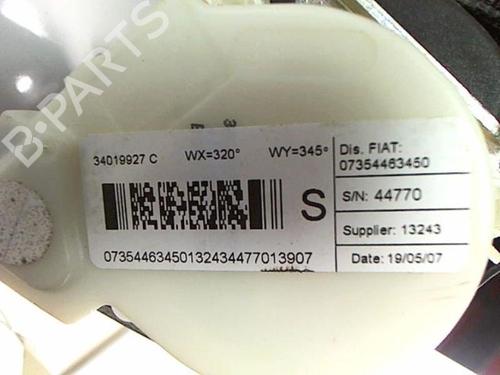 34019927 C WX=320° WY=345°
S
07354463450132434477013907
Dis. FIAT:
07354463450
S/N: 44770
Supplier: 13243
Date: 19/05/07
B-PARTS